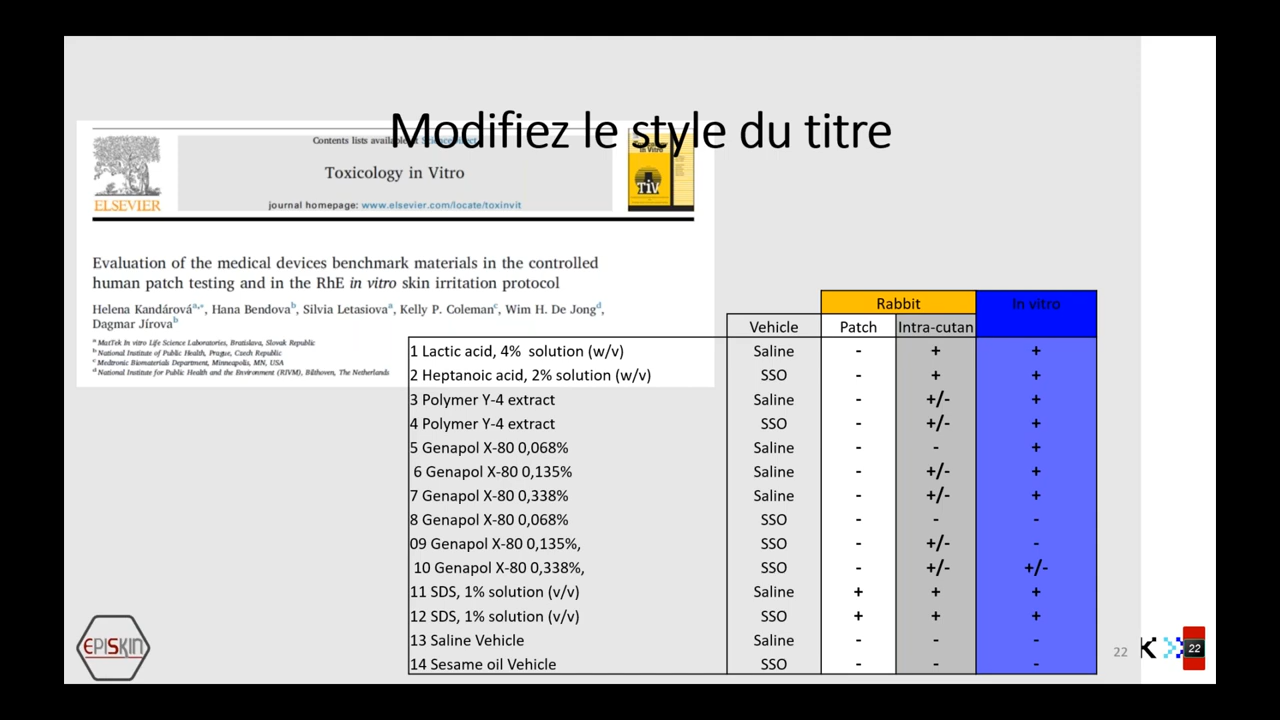 Modifiez le style du titre
Contents lists availab
ELSEVIER
Toxicology in Vitro
journal homepage: www.elsevier.com/locate/toxinvit
TiV
Evaluation of the medical devices benchmark materials in the controlled
human patch testing and in the RhE in vitro skin irritation protocol
Helena Kandárová a,*, Hana Bendova b, Silvia Letasiova a, Kelly P. Coleman c, Wim H. De Jong d,
Dagmar Jírova b
a MatTek In vitro Life Science Laboratories, Bratislava, Slovak Republic
b National Institute of Public Health, Prague, Czech Republic
c Medtronic Biomaterials Department, Minneapolis, MN, USA
d National Institute for Public Health and the Environment (RIVM), Bilthoven, The Netherlands
Rabbit In vitro
Vehicle Patch Intra-cutan
1 Lactic acid, 4% solution (w/v) Saline - + +
2 Heptanoic acid, 2% solution (w/v) SSO - + +
3 Polymer Y-4 extract Saline - +/- +
4 Polymer Y-4 extract SSO - +/- +
5 Genapol X-80 0,068% Saline - - +
6 Genapol X-80 0,135% Saline - +/- +
7 Genapol X-80 0,338% Saline - +/- +
8 Genapol X-80 0,068% SSO - - -
09 Genapol X-80 0,135%, SSO - +/- -
10 Genapol X-80 0,338%, SSO - +/- +/-
11 SDS, 1% solution (v/v) Saline + + +
12 SDS, 1% solution (v/v) SSO + + +
13 Saline Vehicle Saline - - -
14 Sesame oil Vehicle SSO - - -
EPISKIN
22
K
22